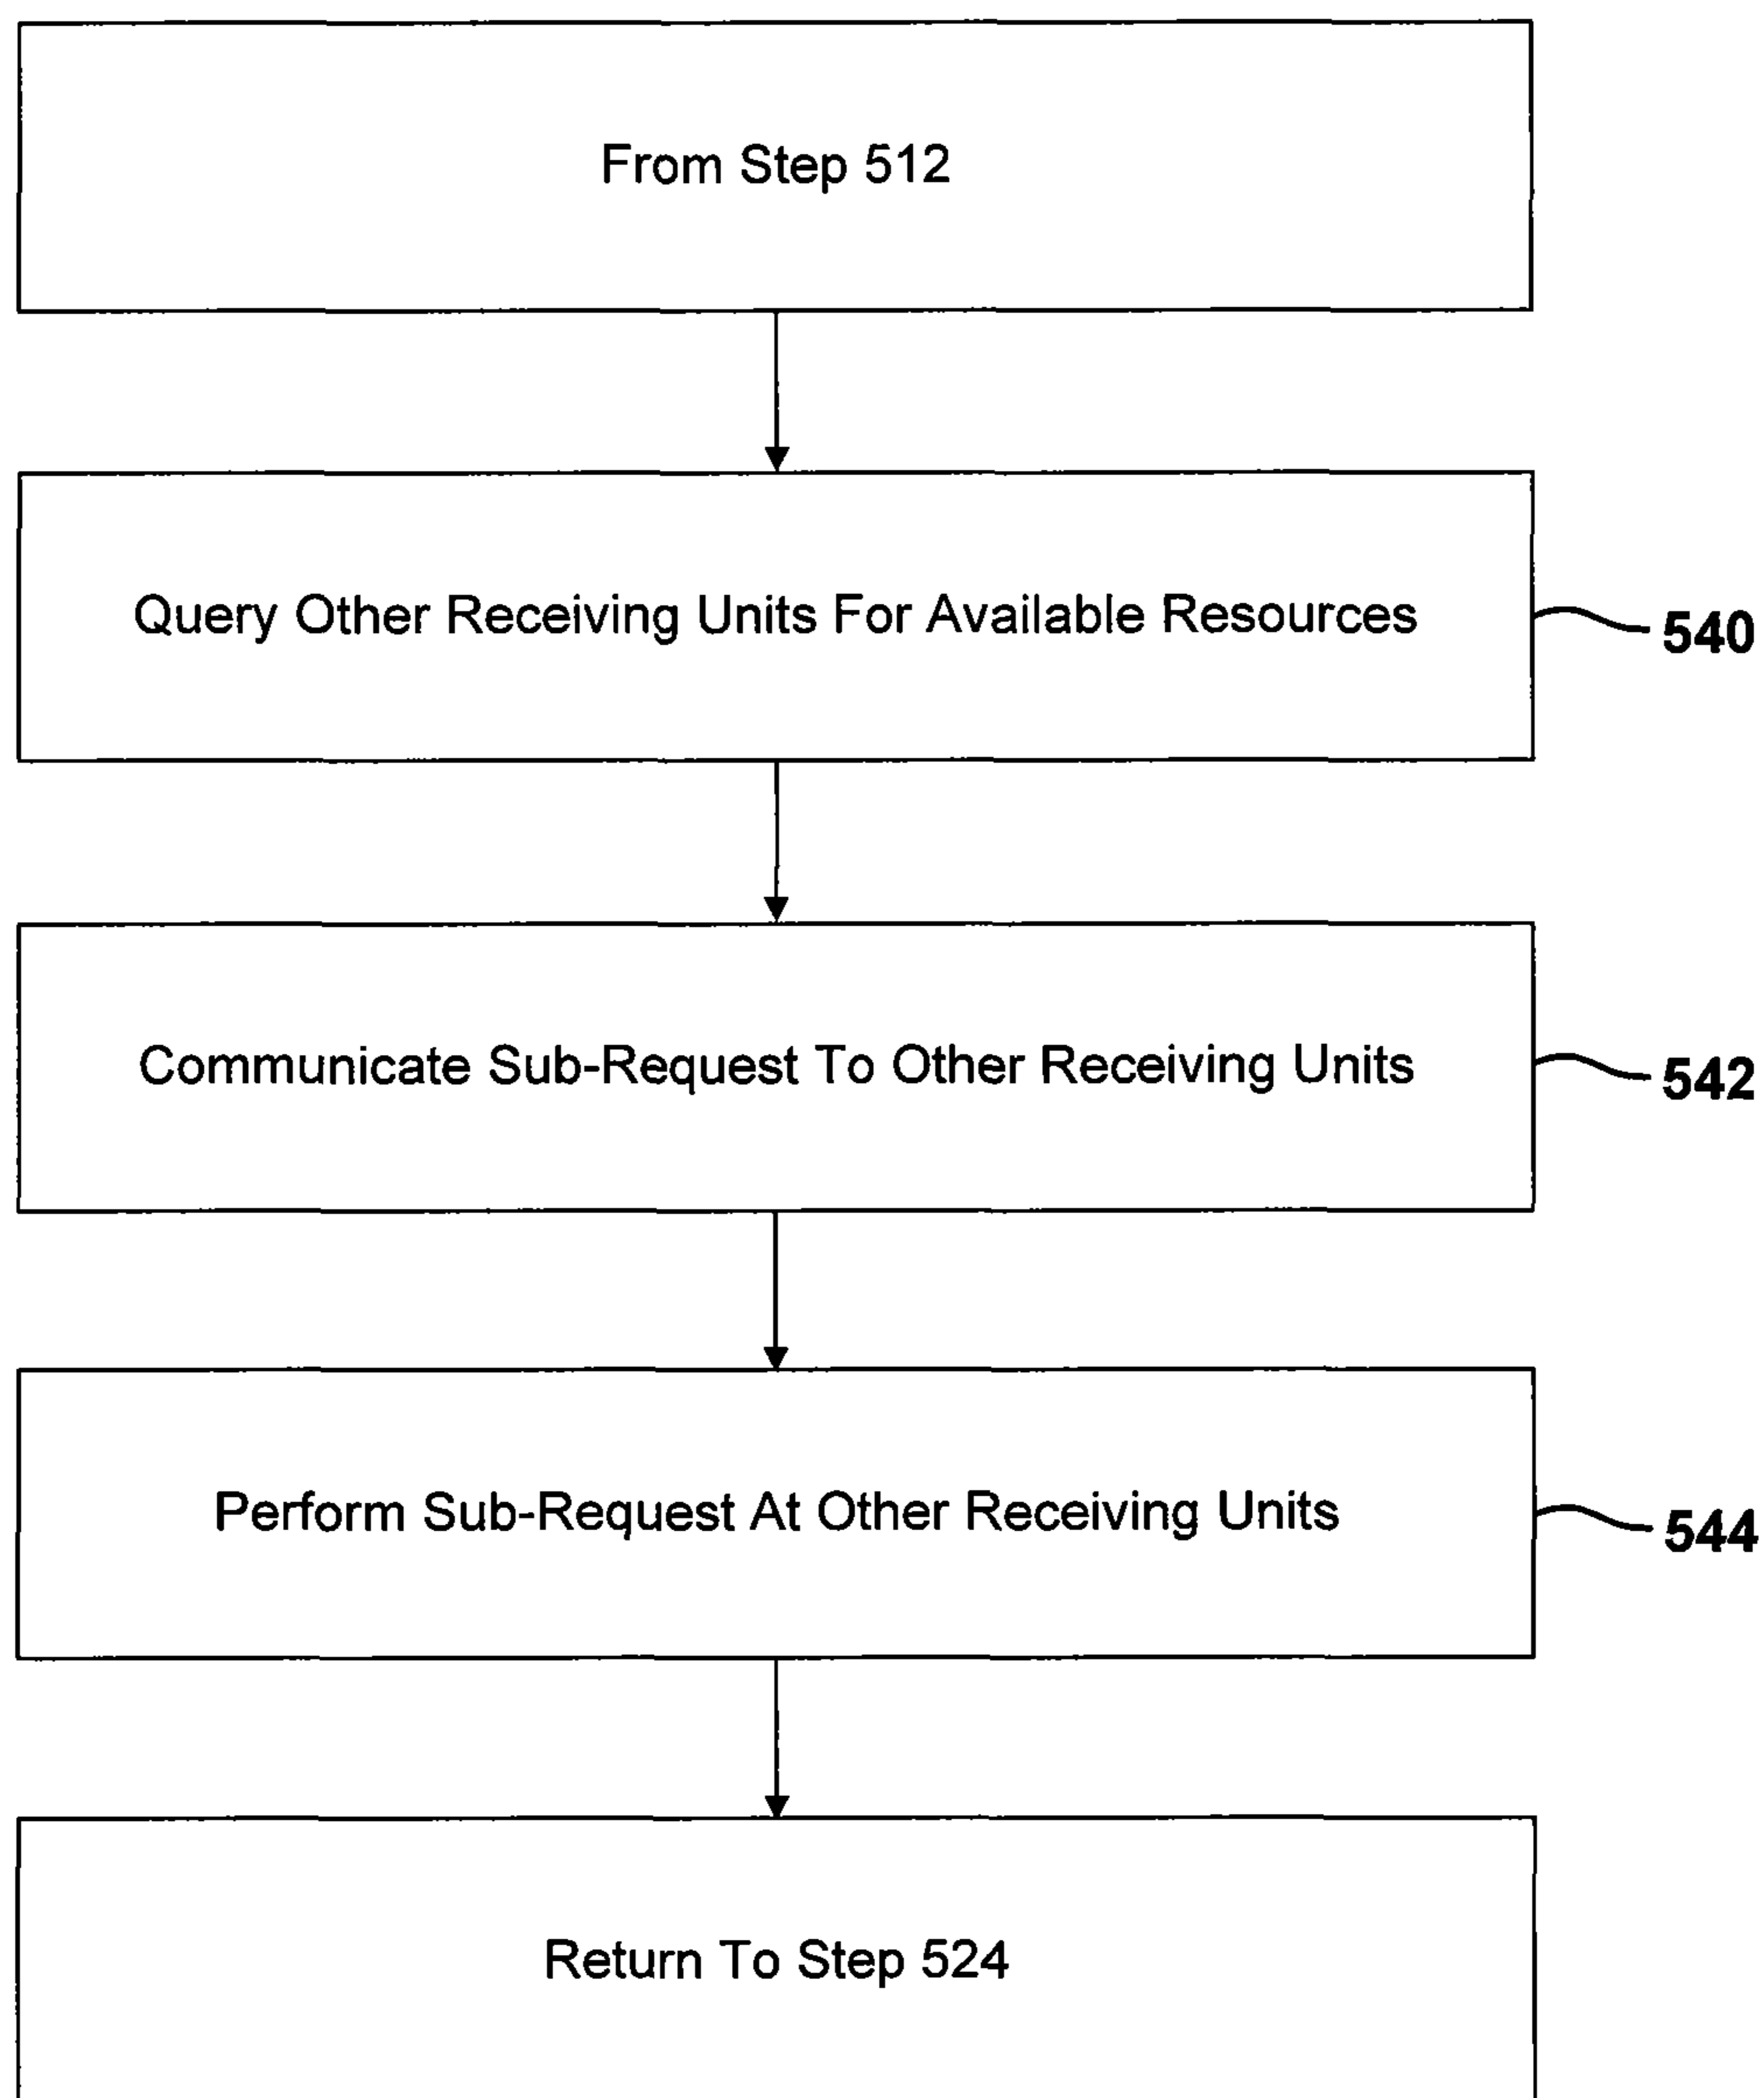 From Step 512
Query Other Receiving Units For Available Resources
540
Communicate Sub-Request To Other Receiving Units
542
Perform Sub-Request At Other Receiving Units
544
Return To Step 524